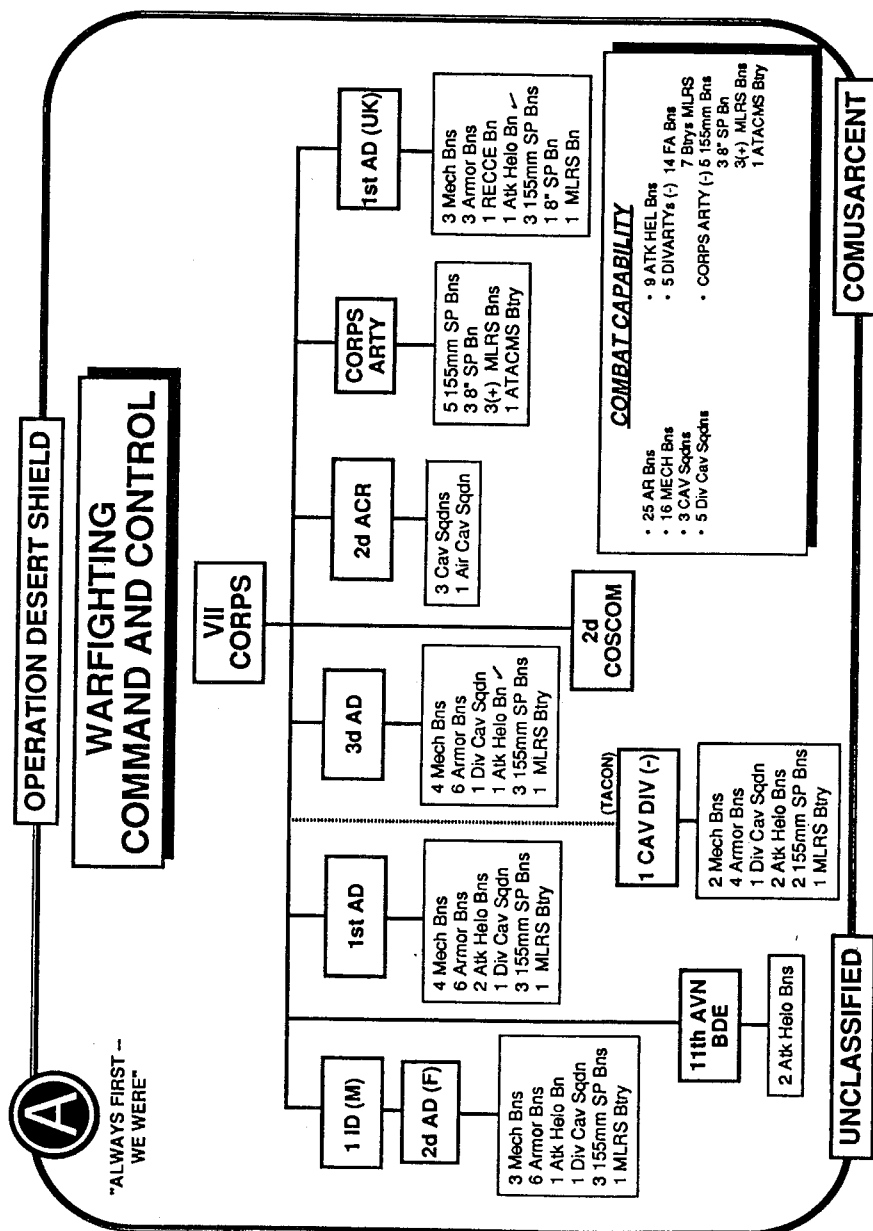 OPERATION DESERT SHIELD
A
"ALWAYS FIRST –
WE WERE"
WARFIGHTING
COMMAND AND CONTROL
VII
CORPS
1 ID (M)
2d AD (F)
3 Mech Bns
6 Armor Bns
1 Atk Helo Bn
1 Div Cav Sqdn
3 155mm SP Bns
1 MLRS Btry
1st AD
4 Mech Bns
6 Armor Bns
2 Atk Helo Bns
1 Div Cav Sqdn
3 155mm SP Bns
1 MLRS Btry
3d AD
4 Mech Bns
6 Armor Bns
1 Div Cav Sqdn
1 Atk Helo Bn ✓
3 155mm SP Bns
1 MLRS Btry
2d ACR
3 Cav Sqdns
1 Air Cav Sqdn
CORPS
ARTY
5 155mm SP Bns
3 8" SP Bn
3(+) MLRS Bns
1 ATACMS Btry
1st AD (UK)
3 Mech Bns
3 Armor Bns
1 RECCE Bn
1 Atk Helo Bn ✓
3 155mm SP Bns
1 8" SP Bn
1 MLRS Bn
11th AVN
BDE
2 Atk Helo Bns
(TACON)
1 CAV DIV (-)
2 Mech Bns
4 Armor Bns
1 Div Cav Sqdn
2 Atk Helo Bns
2 155mm SP Bns
1 MLRS Btry
2d
COSCOM
COMBAT CAPABILITY
• 25 AR Bns
• 16 MECH Bns
• 3 CAV Sqdns
• 5 Div Cav Sqdns
• 9 ATK HEL Bns
• 5 DIVARTYs (-) 14 FA Bns
7 Btrys MLRS
• CORPS ARTY (-) 5 155mm Bns
3 8" SP Bn
3(+) MLRS Bns
1 ATACMS Btry
UNCLASSIFIED
COMUSARCENT